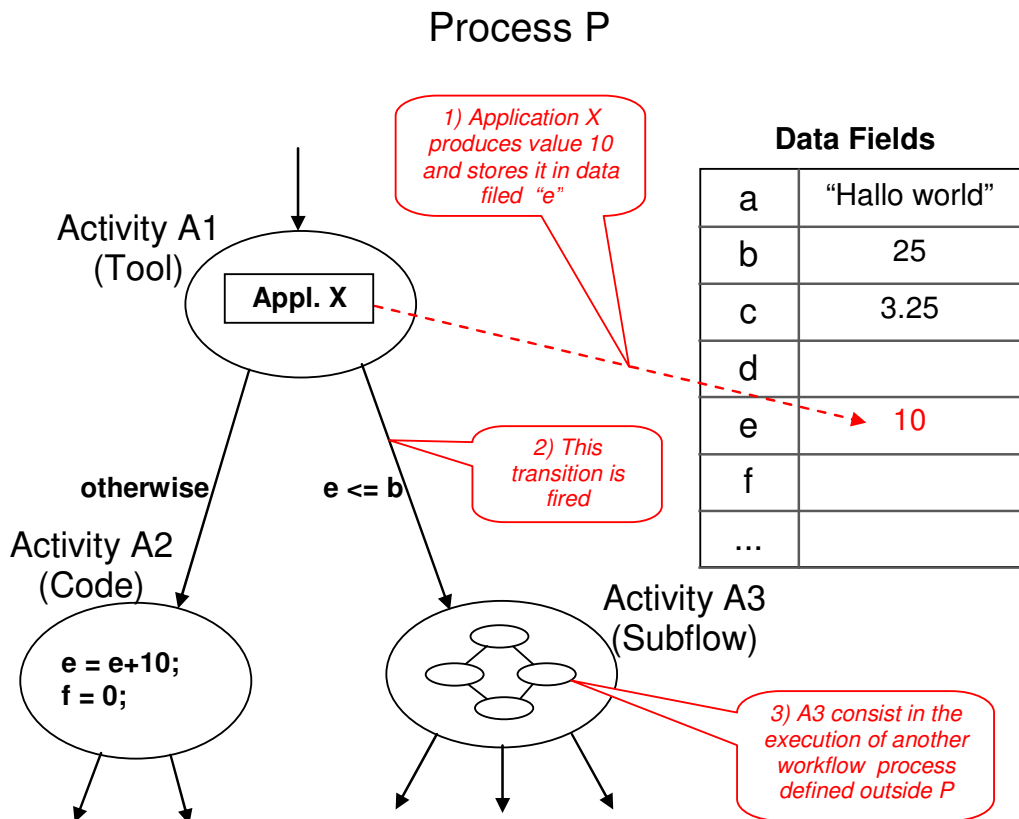 Process P
1) Application X
produces value 10
and stores it in data
filed “e”
Data Fields
a “Hallo world”
b 25
c 3.25
d
e 10
f
...
Activity A1
(Tool)
Appl. X
2) This
transition is
fired
otherwise
e <= b
Activity A2
(Code)
e = e+10;
f = 0;
Activity A3
(Subflow)
3) A3 consist in the
execution of another
workflow process
defined outside P